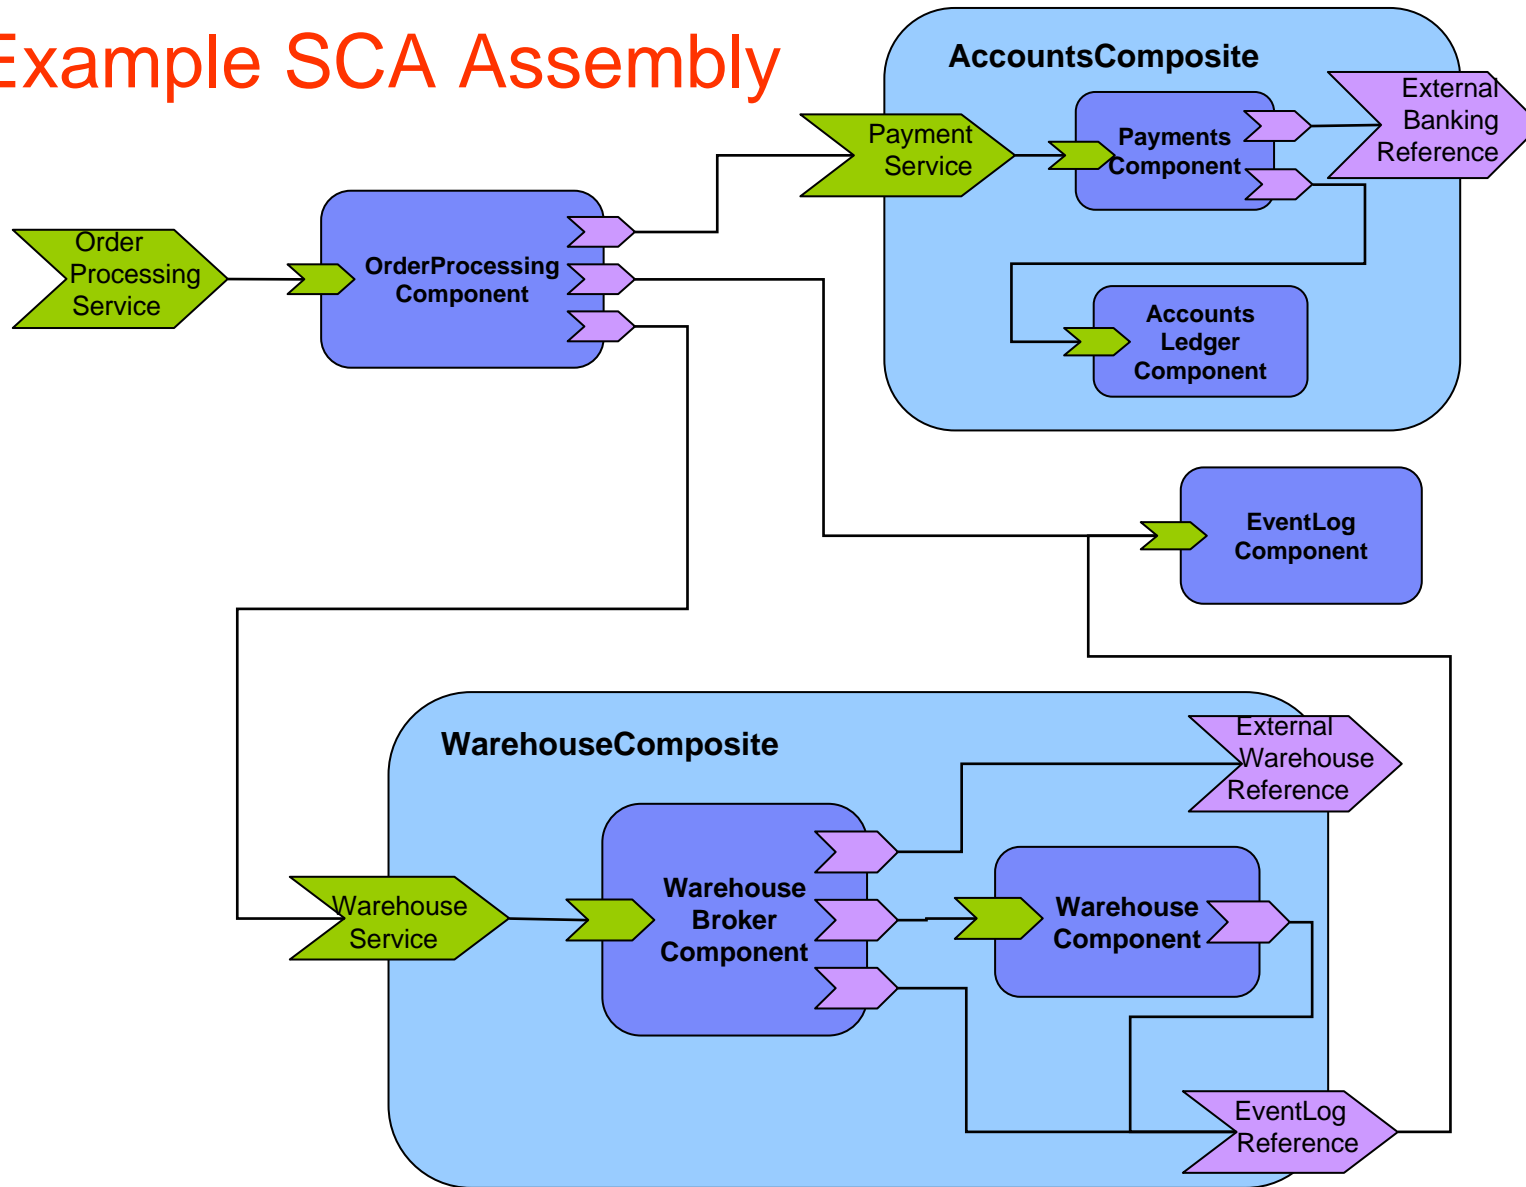 Example SCA Assembly
AccountsComposite
External
Banking
Reference
Payment
Service
Payments
Component
Order
Processing
Service
OrderProcessing
Component
Accounts
Ledger
Component
EventLog
Component
WarehouseComposite
External
Warehouse
Reference
Warehouse
Service
Warehouse
Broker
Component
Warehouse
Component
EventLog
Reference